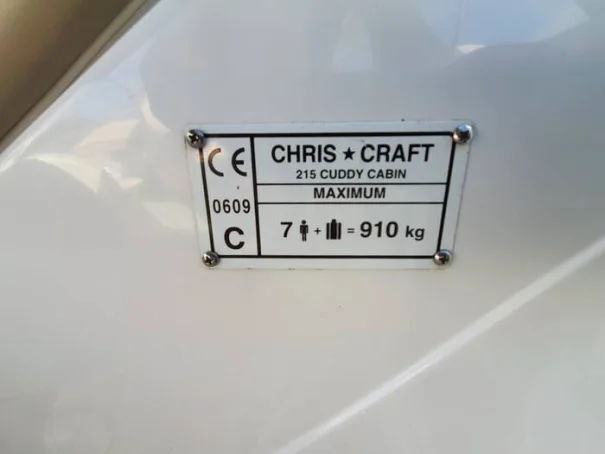 CE
0609
C
CHRIS★CRAFT
215 CUDDY CABIN
MAXIMUM
7 + = 910 kg